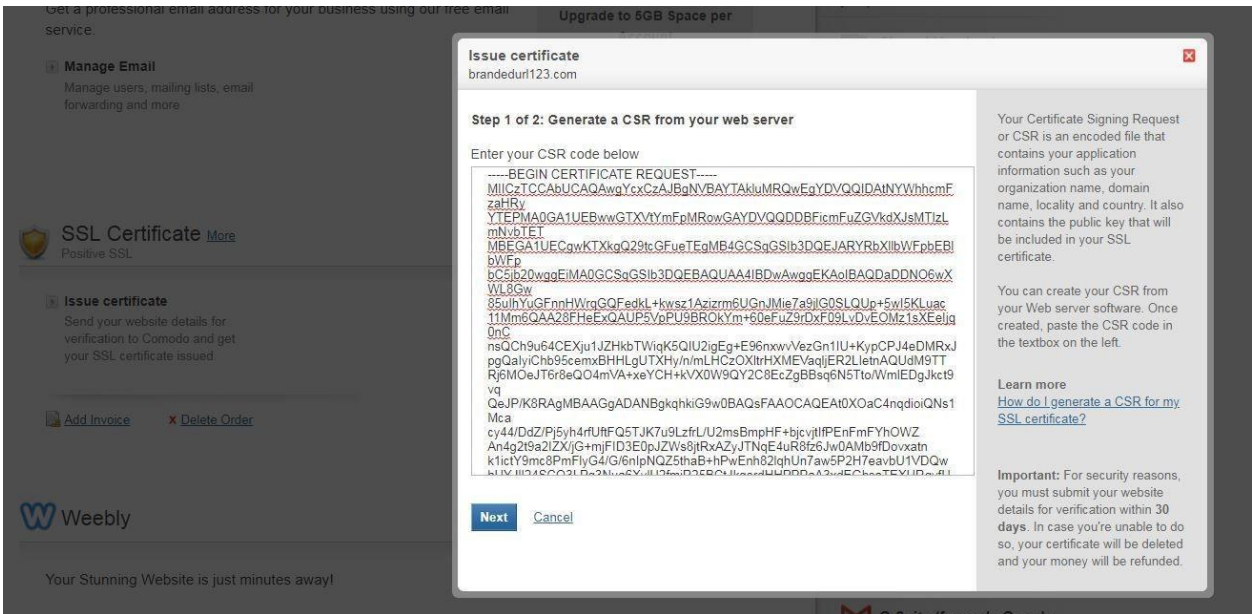 Get a professional email address for your business using our free email
service.
Upgrade to 5GB Space per
Manage Email
Manage users, mailing lists, email
forwarding and more
SSL Certificate More
Positive SSL
Issue certificate
Send your website details for
verification to Comodo and get
your SSL certificate issued
Add Invoice
x Delete Order
Weebly
Your Stunning Website is just minutes away!
Issue certificate
brandedurl123.com
Step 1 of 2: Generate a CSR from your web server
Enter your CSR code below
-----BEGIN CERTIFICATE REQUEST-----
MIICzTCCAbUCAQAwgYcxCzAJBgNVBAYTAkluMRQwEgYDVQQIDAtNYWhhcmF
zaHRy
YTEPMA0GA1UEBwwGTXVtYmFpMRowGAYDVQQDDBFicmFuZGVkdXJsMTIzL
mNvbTET
MBEGA1UECgwKTXkgQ29tcGFueTEgMB4GCSqGSIb3DQEJARYRbXlIbWFpbEBl
bWFp
bC5jb20wggEiMA0GCSqGSIb3DQEBAQUAA4IBDwAwggEKAoIBAQDaDDNO6wX
WL8Gw
85uIhYuGFnnHWrqGQFedkL+kwsz1Azizrm6UGnJMie7a9jlG0SLQUp+5wI5KLuac
11Mm6QAA28FHeExQAUP5VpPU9BROkYm+60eFuZ9rDxF09LvDvEOMz1sXEeljq
0nC
nsQCh9u64CEXju1JZHkbTWiqK5QIU2igEg+E96nxwvVezGn1IU+KypCPJ4eDMRxJ
pgQaIyiChb95cemxBHHLgUTXHy/n/mLHCzOXltrHXMEVaqljER2LletnAQUdM9TT
Rj6MOeJT6r8eQO4mVA+xeYCH+kVX0W9QY2C8EcZgBBsq6N5Tto/WmlEDgJkct9
vq
QeJP/K8RAgMBAAGgADANBgkqhkiG9w0BAQsFAAOCAQEAt0XOaC4nqdioiQNs1
Mca
cy44/DdZ/Pj5yh4rfUftFQ5TJK7u9LzfrL/U2msBmpHF+bjcvjtlfPEnFmFYhOWZ
An4g2t9a2IZX/jG+mjFID3E0pJZWs8jtRxAZyJTNqE4uR8fz6Jw0AMb9fDovxatn
k1ictY9mc8PmFlyG4/G/6nIpNQZ5thaB+hPwEnh82lqhUn7aw5P2H7eavbU1VDQw
Next
Cancel
Your Certificate Signing Request
or CSR is an encoded file that
contains your application
information such as your
organization name, domain
name, locality and country. It also
contains the public key that will
be included in your SSL
certificate.
You can create your CSR from
your Web server software. Once
created, paste the CSR code in
the textbox on the left.
Learn more
How do I generate a CSR for my
SSL certificate?
Important: For security reasons,
you must submit your website
details for verification within 30
days. In case you're unable to do
so, your certificate will be deleted
and your money will be refunded.